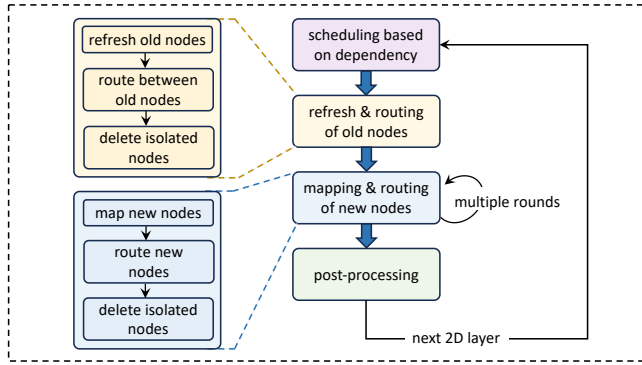 refresh old nodes
route between
old nodes
delete isolated
nodes
map new nodes
route new
nodes
delete isolated
nodes
scheduling based
on dependency
refresh & routing
of old nodes
mapping & routing
of new nodes
multiple rounds
post-processing
next 2D layer